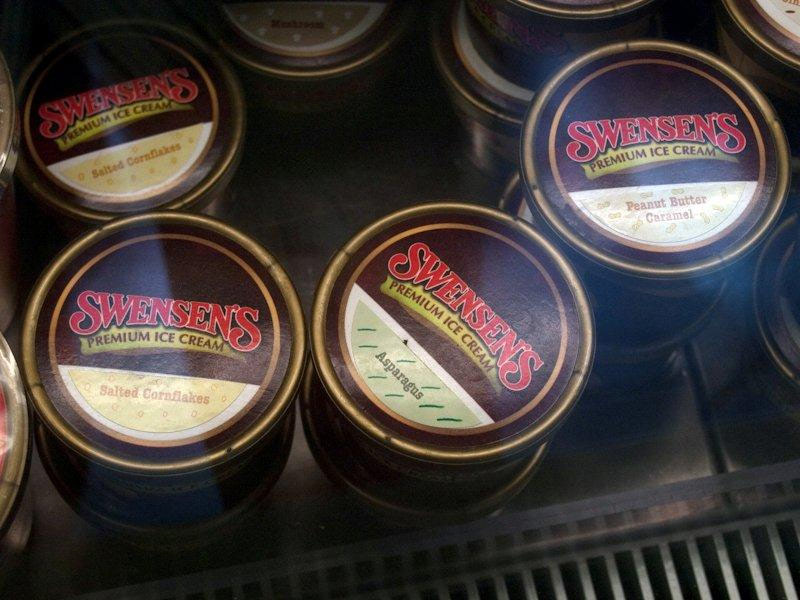 Mushroom
SWENSEN'S
PREMIUM ICE CREAM
Salted Cornflakes
SWENSEN'S
PREMIUM ICE CREAM
Peanut Butter
Caramel
SWENSEN'S
PREMIUM ICE CREAM
Salted Cornflakes
SWENSEN'S
PREMIUM ICE CREAM
Asparagus